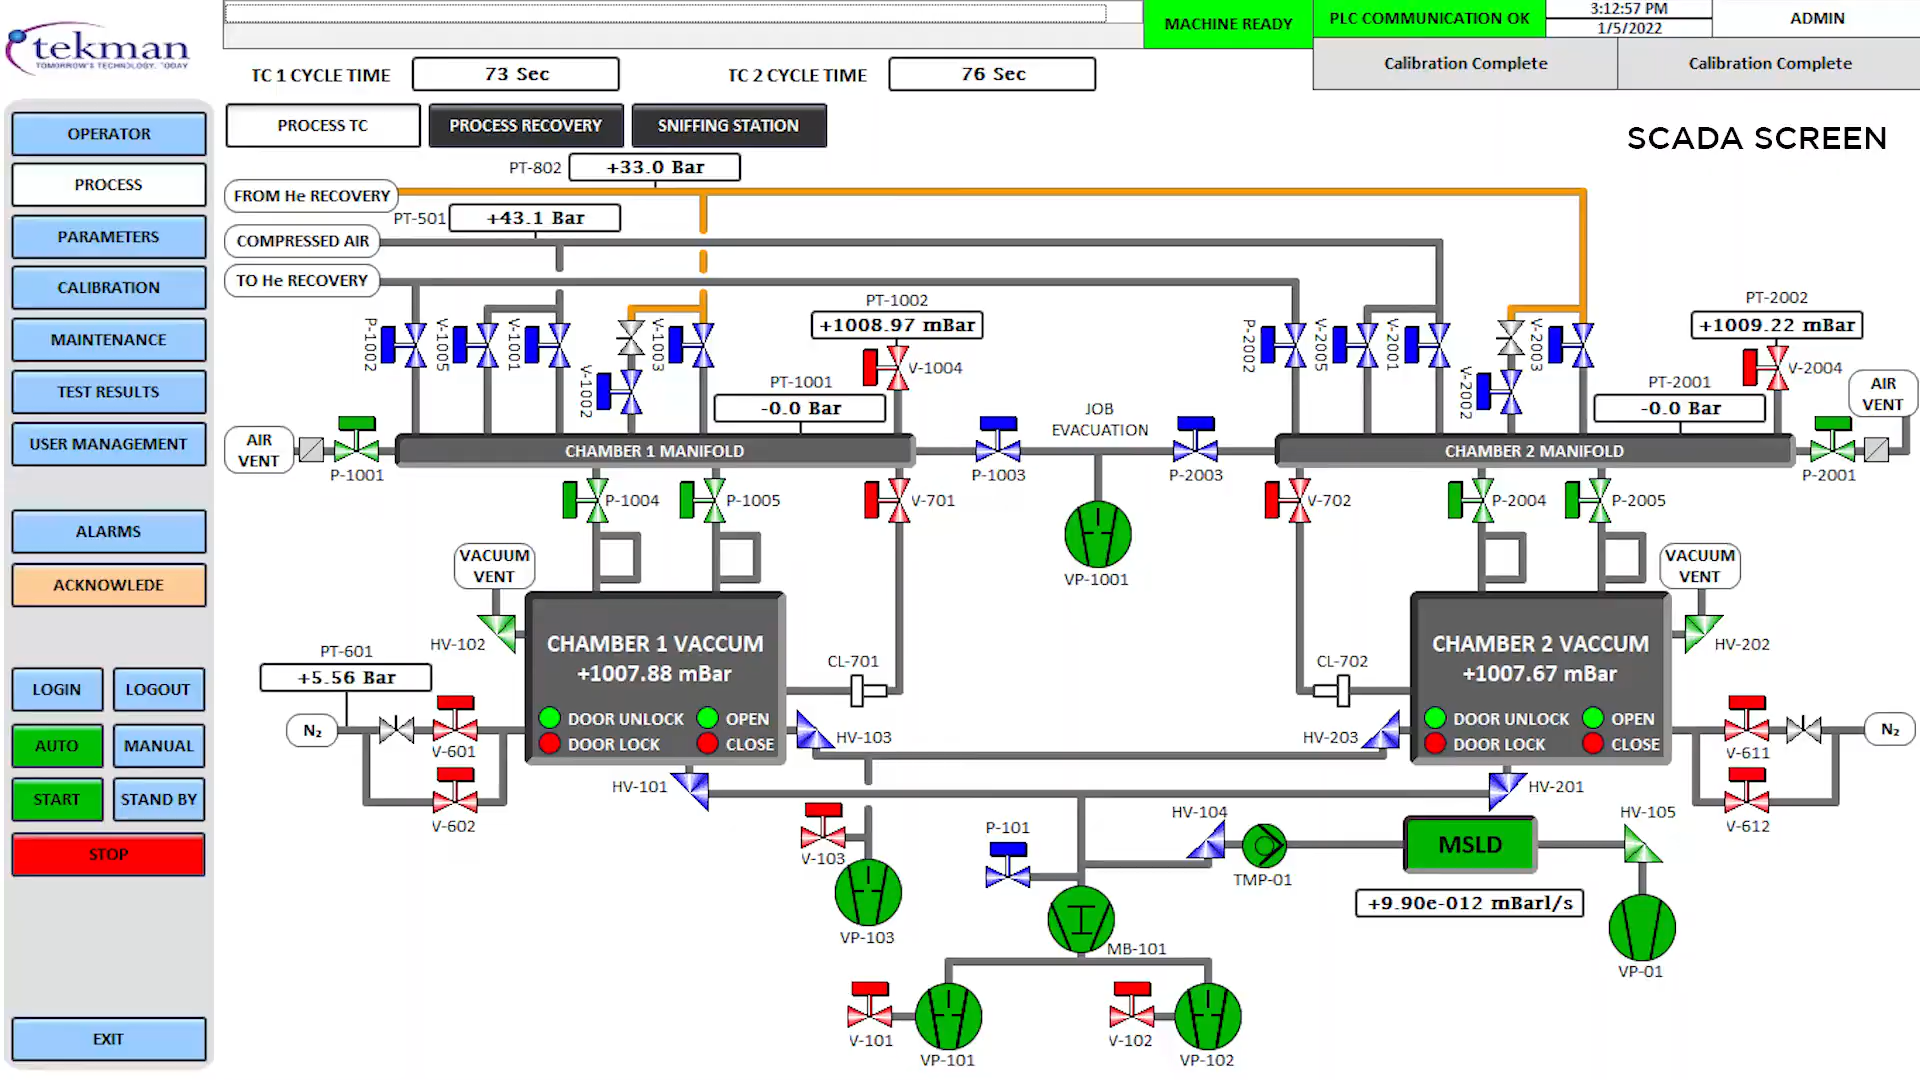 tekman
TOMORROW'S TECHNOLOGY, TODAY
MACHINE READY
PLC COMMUNICATION OK
3:12:57 PM
1/5/2022
ADMIN
Calibration Complete
Calibration Complete
TC 1 CYCLE TIME
73 Sec
TC 2 CYCLE TIME
76 Sec
PROCESS TC
PROCESS RECOVERY
SNIFFING STATION
SCADA SCREEN
OPERATOR
PROCESS
PARAMETERS
CALIBRATION
MAINTENANCE
TEST RESULTS
USER MANAGEMENT
ALARMS
ACKNOWLEDE
LOGIN
LOGOUT
AUTO
MANUAL
START
STAND BY
STOP
EXIT
PT-802
+33.0 Bar
FROM He RECOVERY
PT-501
+43.1 Bar
COMPRESSED AIR
TO He RECOVERY
P-1002
V-1005
V-1001
V-1002
V-1003
PT-1002
+1008.97 mBar
V-1004
PT-1001
-0.0 Bar
P-2002
V-2005
V-2001
V-2002
V-2003
PT-2002
+1009.22 mBar
V-2004
PT-2001
-0.0 Bar
AIR
VENT
AIR
VENT
P-1001
CHAMBER 1 MANIFOLD
P-1003
JOB
EVACUATION
P-2003
CHAMBER 2 MANIFOLD
P-2001
P-1004
P-1005
V-701
VP-1001
V-702
P-2004
P-2005
VACUUM
VENT
HV-102
CHAMBER 1 VACCUM
+1007.88 mBar
DOOR UNLOCK
OPEN
DOOR LOCK
CLOSE
CL-701
CL-702
VACUUM
VENT
HV-202
CHAMBER 2 VACCUM
+1007.67 mBar
DOOR UNLOCK
OPEN
DOOR LOCK
CLOSE
PT-601
+5.56 Bar
N₂
V-601
V-602
HV-103
HV-203
HV-101
HV-201
V-611
V-612
N₂
V-103
VP-103
P-101
MB-101
HV-104
TMP-01
MSLD
+9.90e-012 mBarl/s
HV-105
VP-01
V-101
VP-101
V-102
VP-102